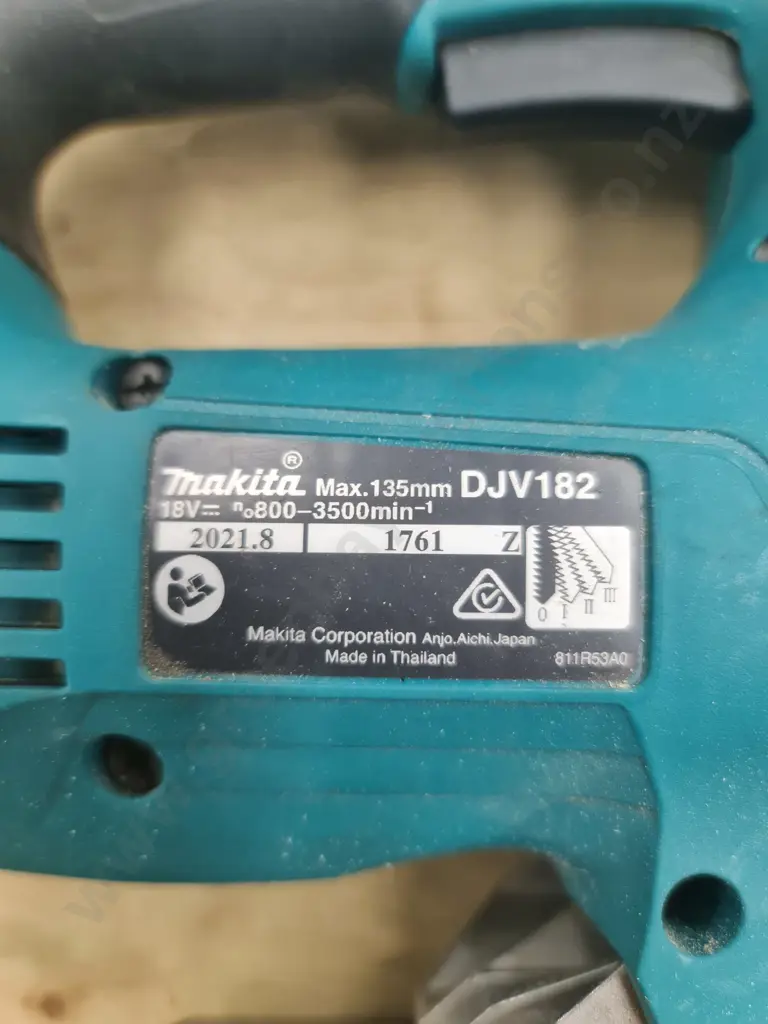 makita ® Max.135mm DJV182
18V⎓ n₀800–3500min⁻¹
2021.8 1761 Z
0 I II III
Makita Corporation Anjo,Aichi,Japan
Made in Thailand 811R53A0